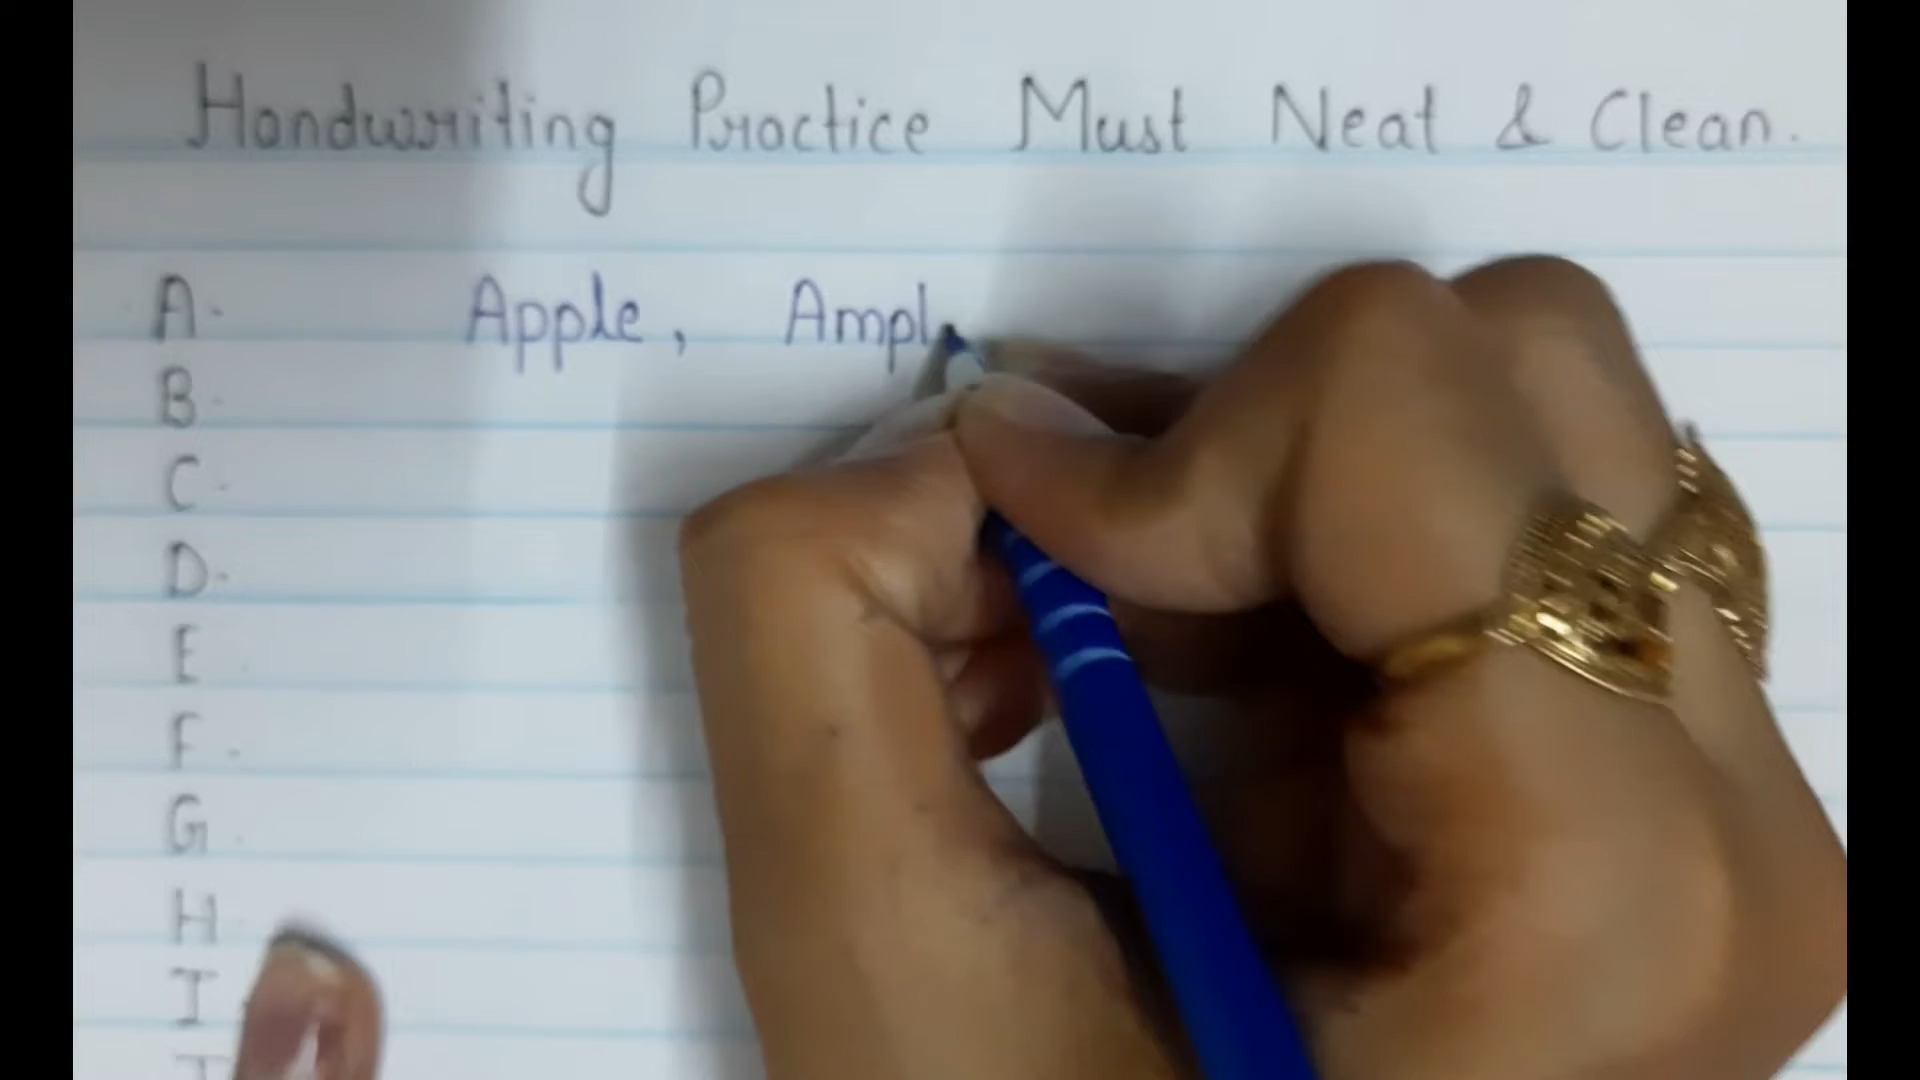 Handwriting Practice Must Neat & Clean.
A. Apple, Ampl
B.
C.
D.
E.
F.
G.
H.
I